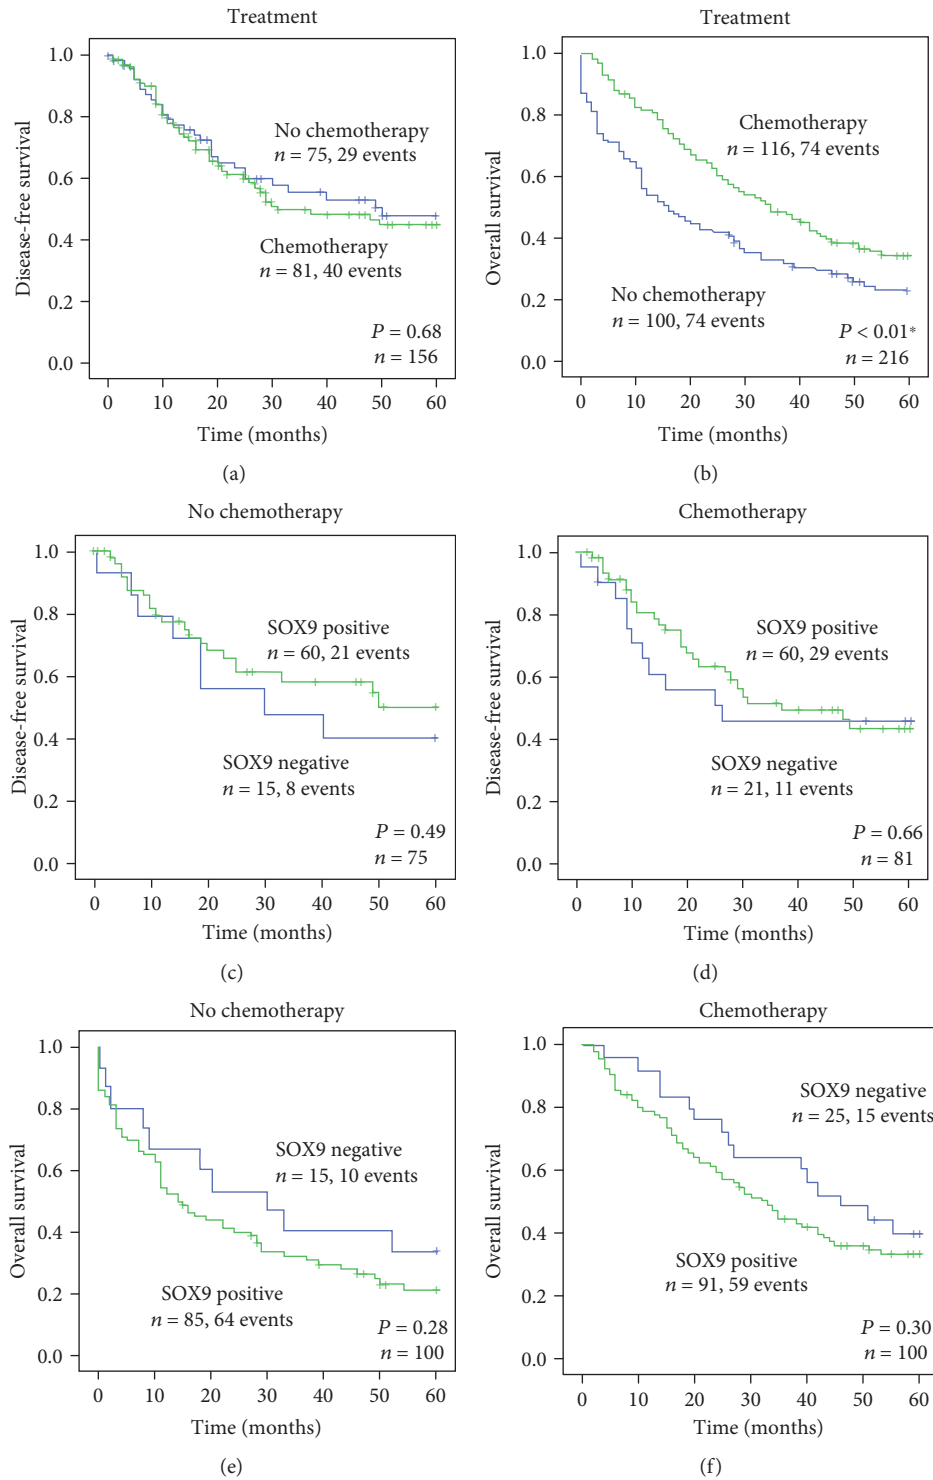 Treatment
1.0
0.8
0.6
0.4
0.2
0.0
Disease-free survival
No chemotherapy
n = 75, 29 events
Chemotherapy
n = 81, 40 events
P = 0.68
n = 156
0 10 20 30 40 50 60
Time (months)
(a)
Treatment
1.0
0.8
0.6
0.4
0.2
0.0
Overall survival
Chemotherapy
n = 116, 74 events
No chemotherapy
n = 100, 74 events
P < 0.01*
n = 216
0 10 20 30 40 50 60
Time (months)
(b)
No chemotherapy
1.0
0.8
0.6
0.4
0.2
0.0
Disease-free survival
SOX9 positive
n = 60, 21 events
SOX9 negative
n = 15, 8 events
P = 0.49
n = 75
0 10 20 30 40 50 60
Time (months)
(c)
Chemotherapy
1.0
0.8
0.6
0.4
0.2
0.0
Disease-free survival
SOX9 positive
n = 60, 29 events
SOX9 negative
n = 21, 11 events
P = 0.66
n = 81
0 10 20 30 40 50 60
Time (months)
(d)
No chemotherapy
1.0
0.8
0.6
0.4
0.2
0.0
Overall survival
SOX9 negative
n = 15, 10 events
SOX9 positive
n = 85, 64 events
P = 0.28
n = 100
0 10 20 30 40 50 60
Time (months)
(e)
Chemotherapy
1.0
0.8
0.6
0.4
0.2
0.0
Overall survival
SOX9 negative
n = 25, 15 events
SOX9 positive
n = 91, 59 events
P = 0.30
n = 100
0 10 20 30 40 50 60
Time (months)
(f)